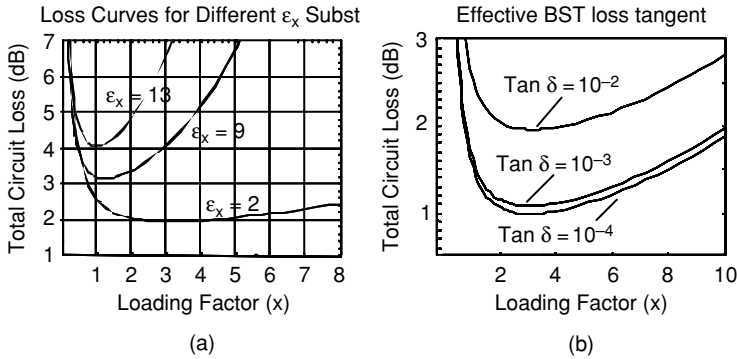 Loss Curves for Different εx Subst
Total Circuit Loss (dB)
7
6
5
4
3
2
1
εx = 13
εx = 9
εx = 2
1 2 3 4 5 6 7 8
Loading Factor (x)
(a)
Effective BST loss tangent
Total Circuit Loss (dB)
3
2
1
Tan δ = 10–2
Tan δ = 10–3
Tan δ = 10–4
2 4 6 8 10
Loading Factor (x)
(b)